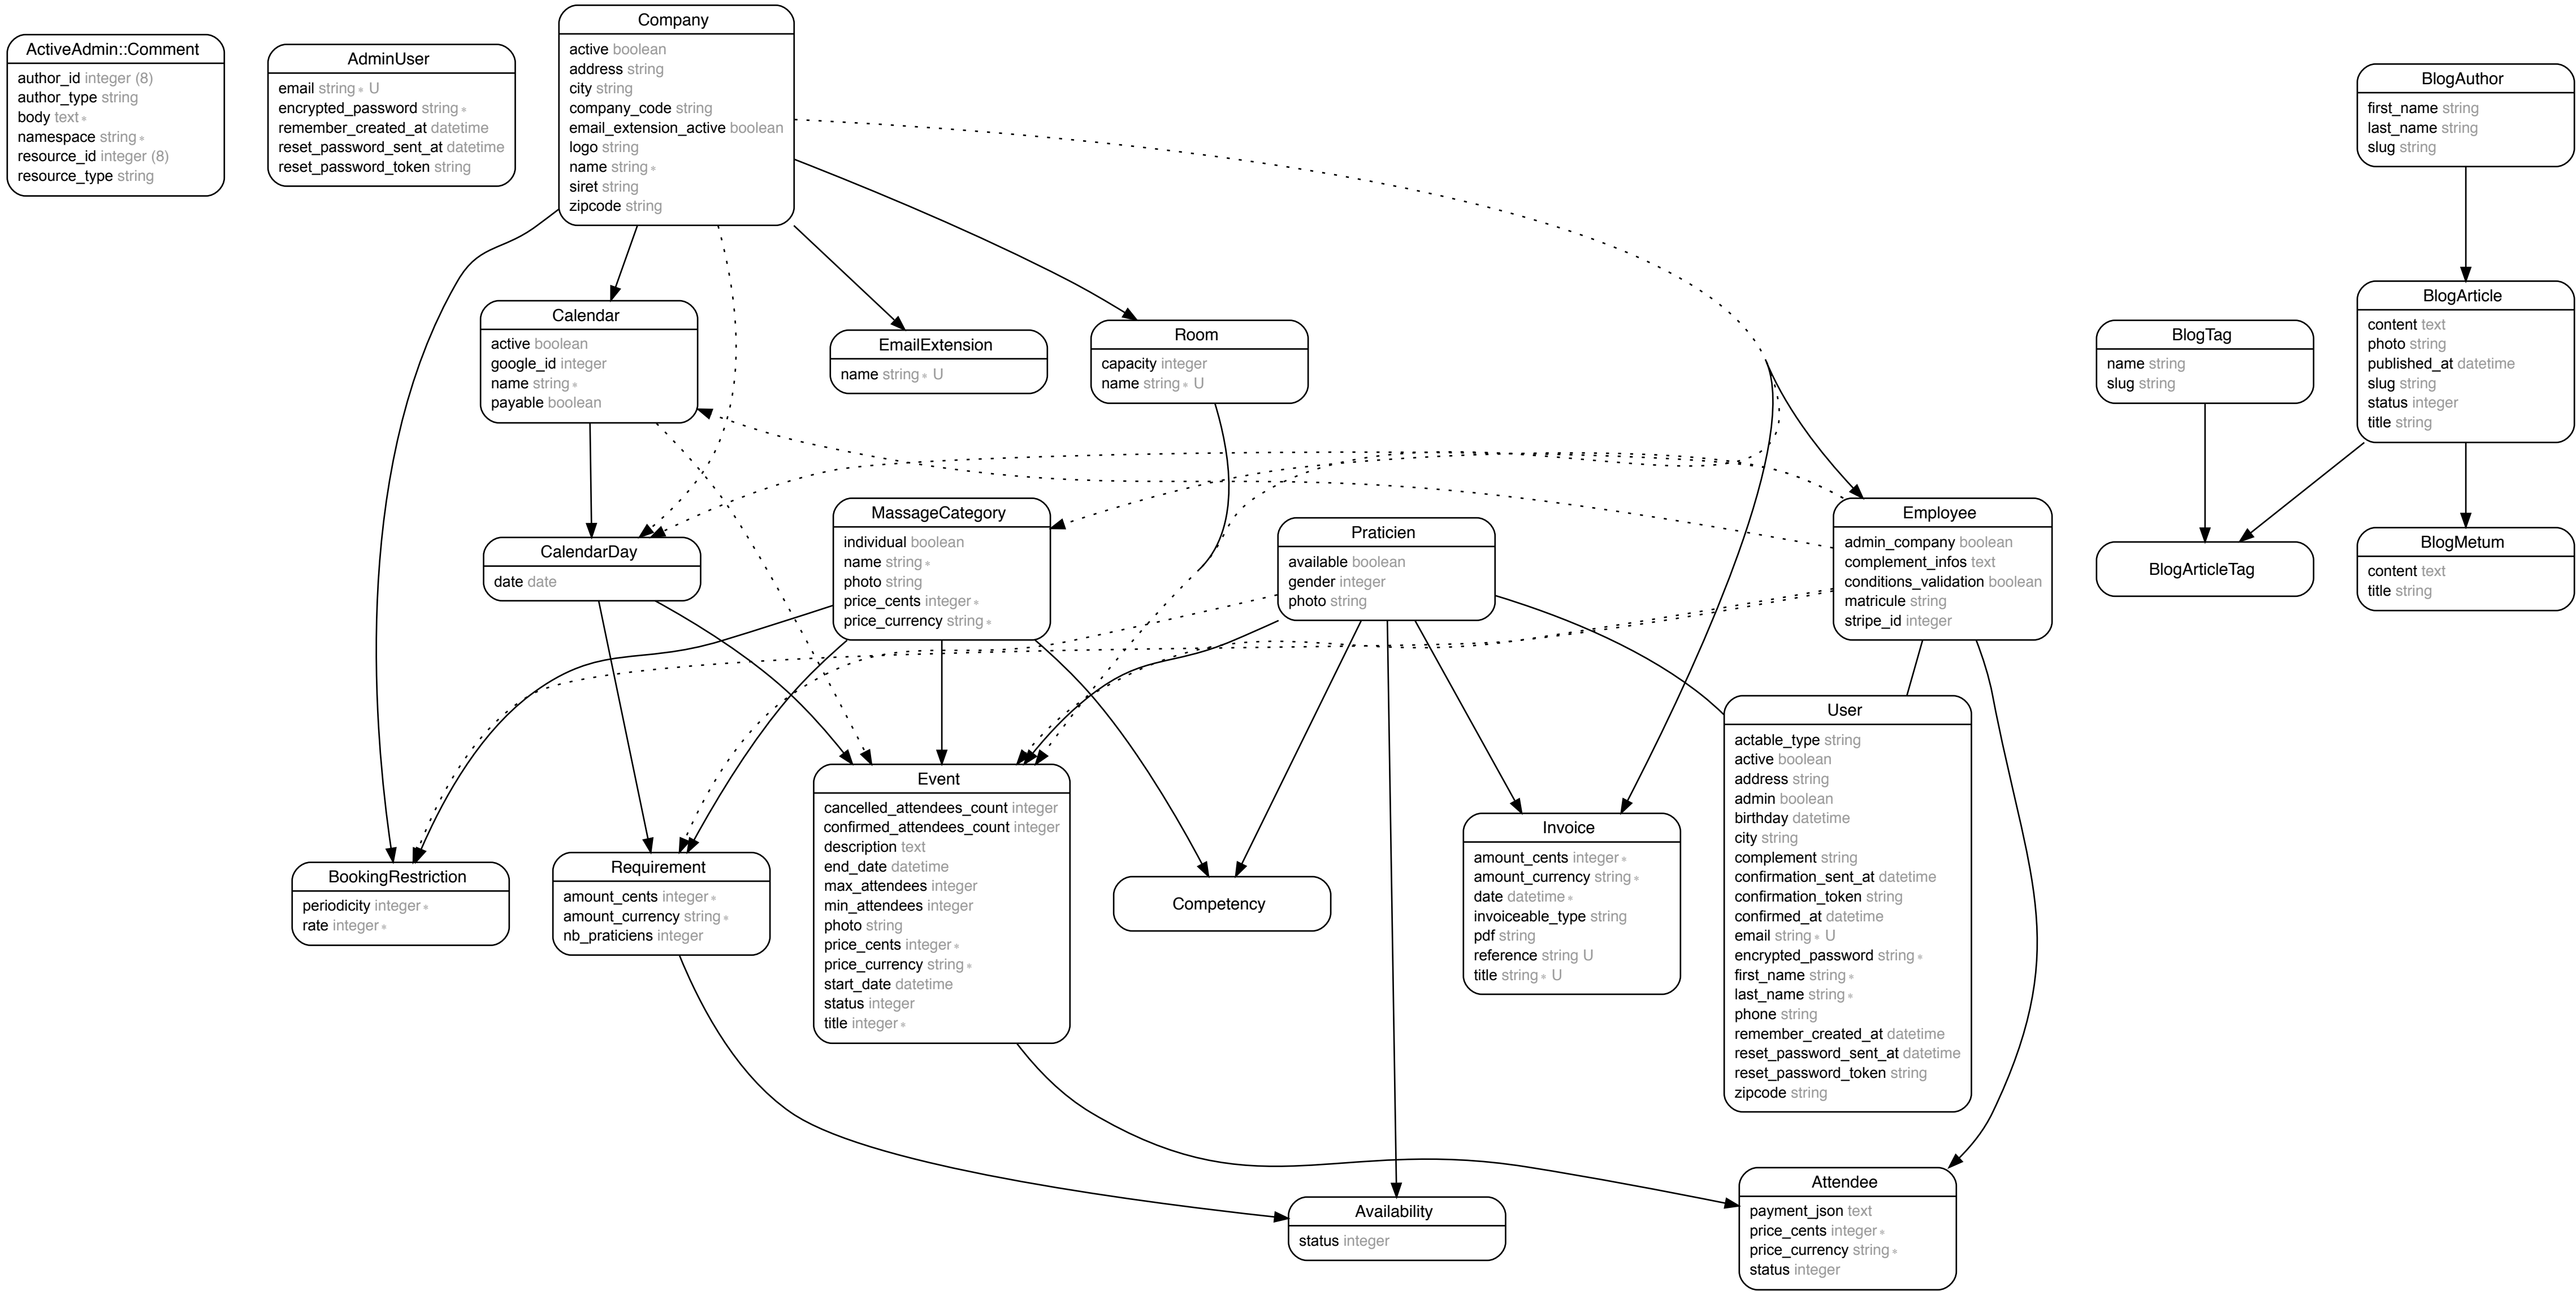 ActiveAdmin::Comment
author_id integer (8)
author_type string
body text *
namespace string *
resource_id integer (8)
resource_type string
AdminUser
email string * U
encrypted_password string *
remember_created_at datetime
reset_password_sent_at datetime
reset_password_token string
Company
active boolean
address string
city string
company_code string
email_extension_active boolean
logo string
name string *
siret string
zipcode string
BlogAuthor
first_name string
last_name string
slug string
Calendar
active boolean
google_id integer
name string *
payable boolean
EmailExtension
name string * U
Room
capacity integer
name string * U
BlogTag
name string
slug string
BlogArticle
content text
photo string
published_at datetime
slug string
status integer
title string
CalendarDay
date date
MassageCategory
individual boolean
name string *
photo string
price_cents integer *
price_currency string *
Praticien
available boolean
gender integer
photo string
Employee
admin_company boolean
complement_infos text
conditions_validation boolean
matricule string
stripe_id integer
BlogArticleTag
BlogMetum
content text
title string
BookingRestriction
periodicity integer *
rate integer *
Requirement
amount_cents integer *
amount_currency string *
nb_praticiens integer
Event
cancelled_attendees_count integer
confirmed_attendees_count integer
description text
end_date datetime
max_attendees integer
min_attendees integer
photo string
price_cents integer *
price_currency string *
start_date datetime
status integer
title integer *
Competency
Invoice
amount_cents integer *
amount_currency string *
date datetime *
invoiceable_type string
pdf string
reference string U
title string * U
User
actable_type string
active boolean
address string
admin boolean
birthday datetime
city string
complement string
confirmation_sent_at datetime
confirmation_token string
confirmed_at datetime
email string * U
encrypted_password string *
first_name string *
last_name string *
phone string
remember_created_at datetime
reset_password_sent_at datetime
reset_password_token string
zipcode string
Availability
status integer
Attendee
payment_json text
price_cents integer *
price_currency string *
status integer